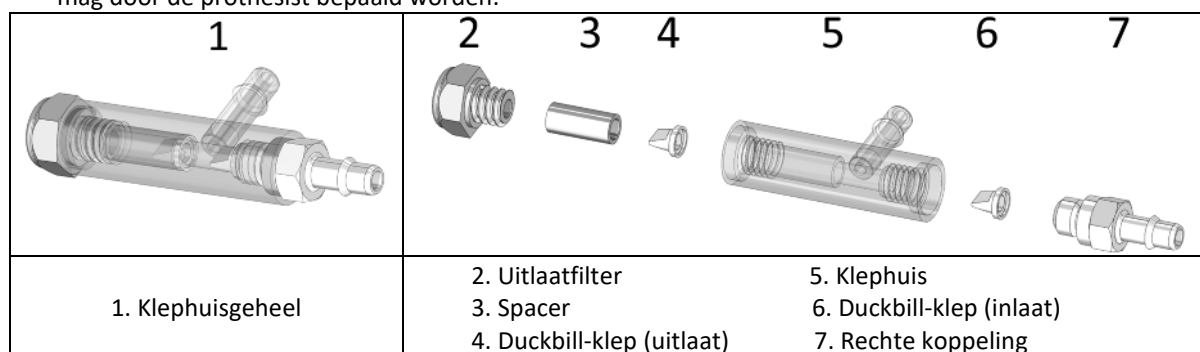 mag door de prothesist bepaald worden.
1
2 3 4 5 6 7
1. Klephuisgeheel
2. Uitlaatfilter
3. Spacer
4. Duckbill-klep (uitlaat)
5. Klephuis
6. Duckbill-klep (inlaat)
7. Rechte koppeling